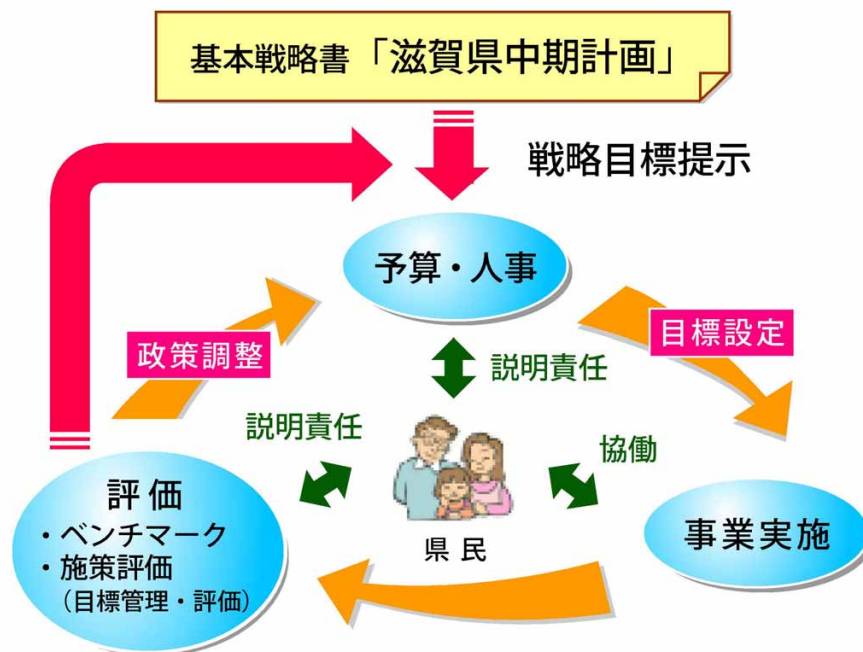 基本戦略書「滋賀県中期計画」
戦略目標提示
予算・人事
政策調整
目標設定
説明責任
説明責任
協働
県民
評価
・ベンチマーク
・施策評価
（目標管理・評価）
事業実施